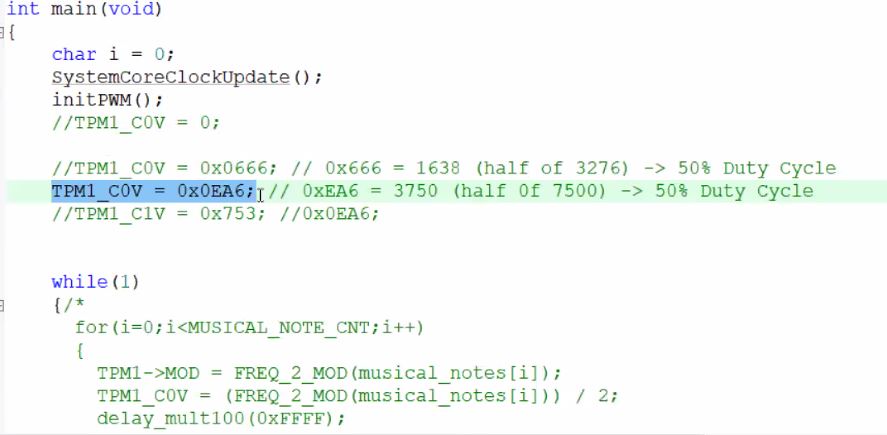 int main(void)
{
char i = 0;
SystemCoreClockUpdate();
initPWM();
//TPM1_C0V = 0;
//TPM1_C0V = 0x0666; // 0x666 = 1638 (half of 3276) -> 50% Duty Cycle
TPM1_C0V = 0x0EA6; // 0xEA6 = 3750 (half 0f 7500) -> 50% Duty Cycle
//TPM1_C1V = 0x753; //0x0EA6;
while(1)
{/*
for(i=0;i<MUSICAL_NOTE_CNT;i++)
{
TPM1->MOD = FREQ_2_MOD(musical_notes[i]);
TPM1_C0V = (FREQ_2_MOD(musical_notes[i])) / 2;
delay_mult100(0xFFFF);